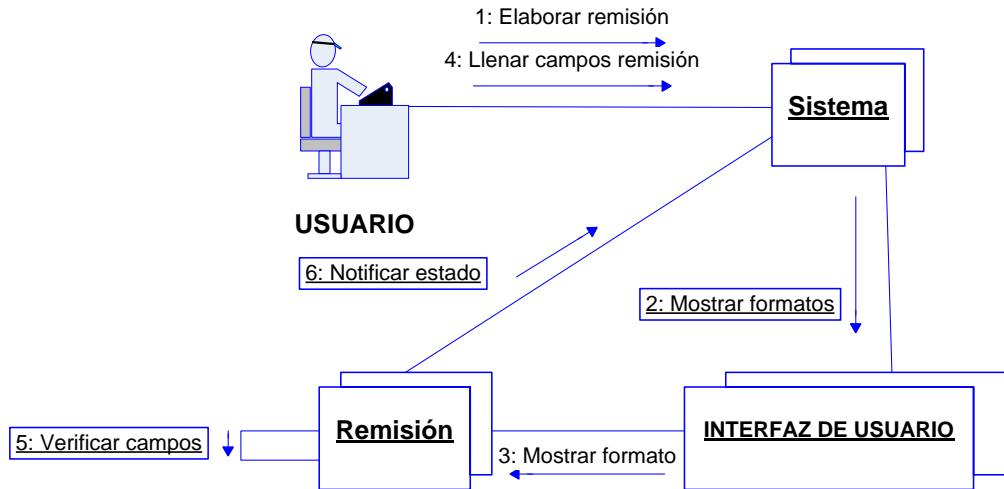 1: Elaborar remisión
4: Llenar campos remisión
Sistema
USUARIO
6: Notificar estado
2: Mostrar formatos
Remisión
INTERFAZ DE USUARIO
5: Verificar campos
3: Mostrar formato